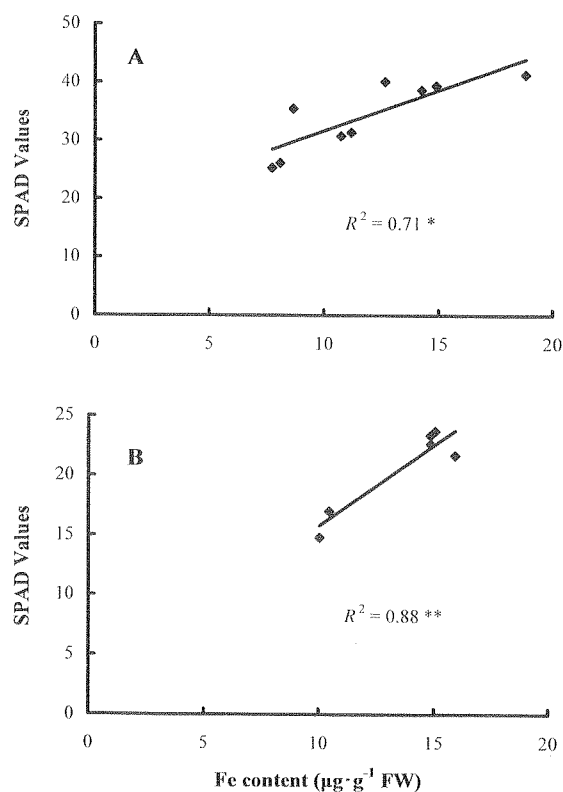 50
A
40
30
SPAD Values
20
R² = 0.71 *
10
0
0 5 10 15 20
25
B
20
15
SPAD Values
10
R² = 0.88 **
5
0
0 5 10 15 20
Fe content (µg·g⁻¹ FW)